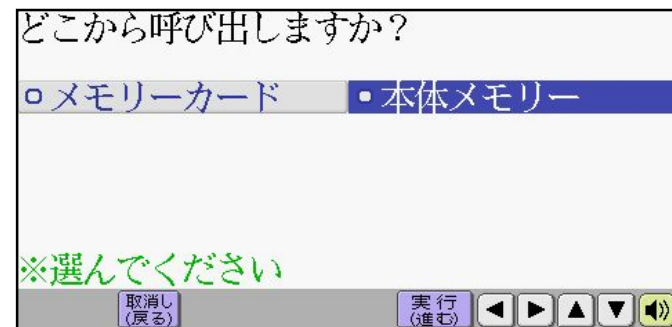 どこから呼び出しますか？
メモリーカード 本体メモリー
※選んでください
取消し 実行
(戻る) (進む)